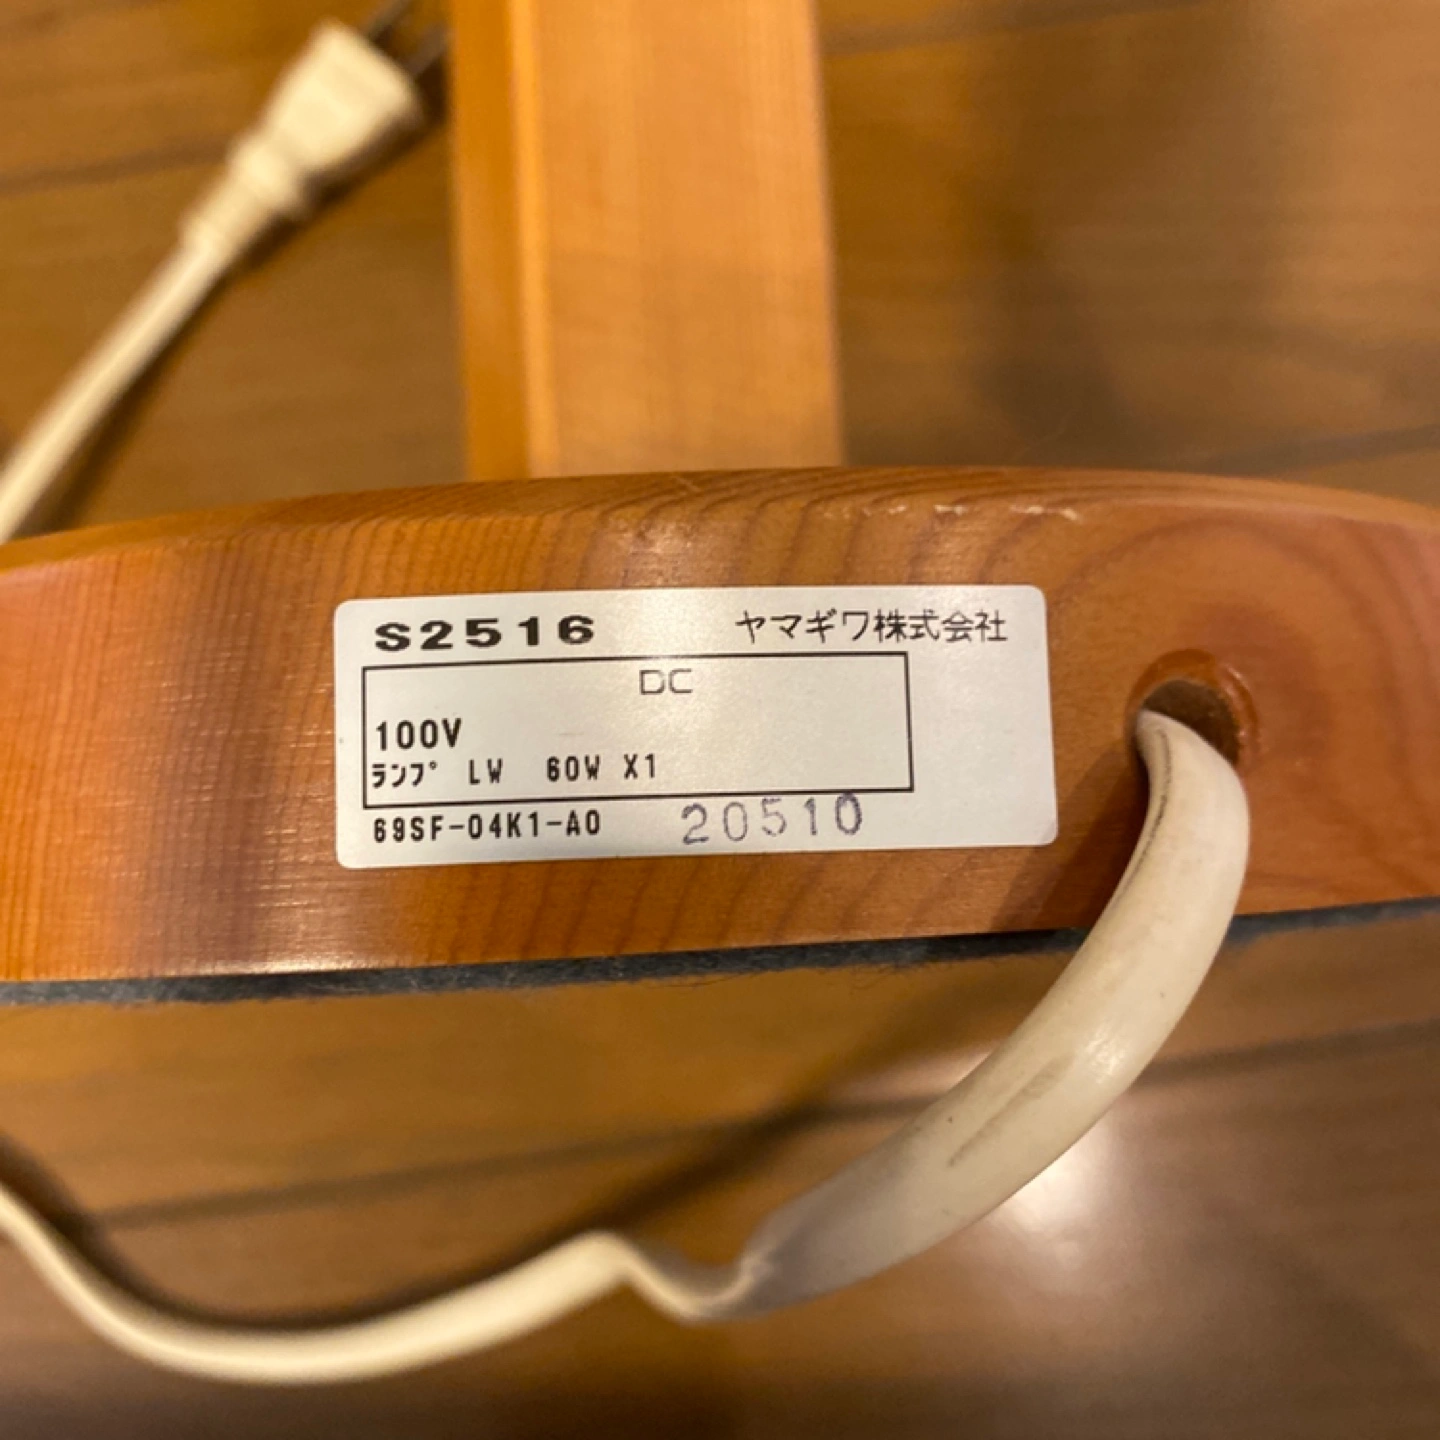 S2516 ヤマギワ株式会社
DC
100V
ランプ LW 60W X1
69SF-04K1-A0 20510